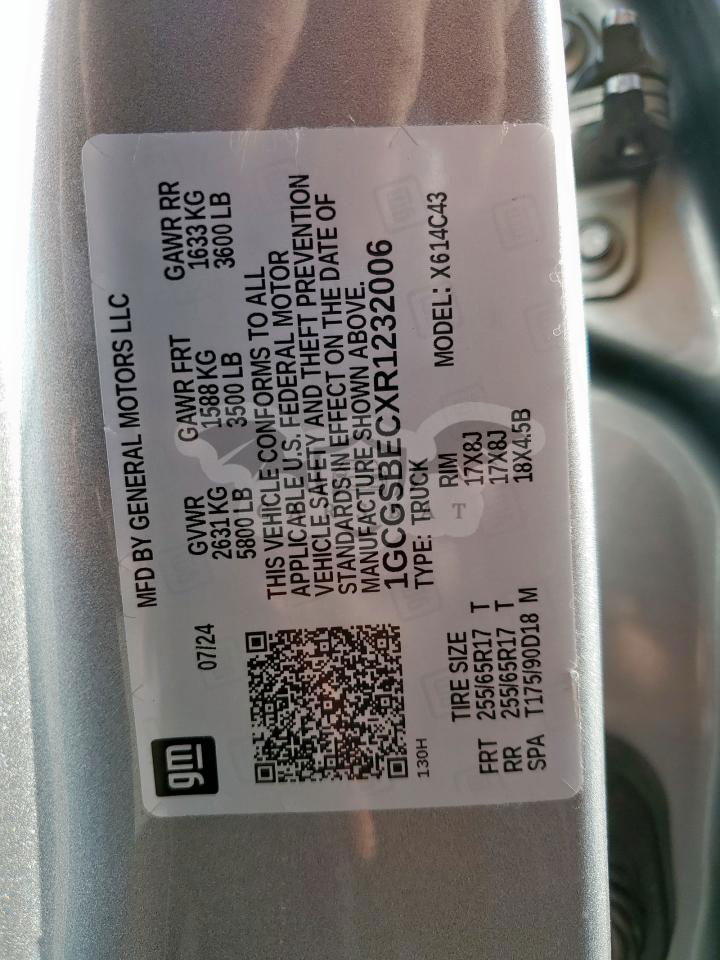 MFD BY GENERAL MOTORS LLC
gm
07/24
GVWR GAWR FRT GAWR RR
2631 KG 1588 KG 1633 KG
5800 LB 3500 LB 3600 LB
THIS VEHICLE CONFORMS TO ALL
APPLICABLE U.S. FEDERAL MOTOR
VEHICLE SAFETY AND THEFT PREVENTION
STANDARDS IN EFFECT ON THE DATE OF
MANUFACTURE SHOWN ABOVE.
1GCGSBECXR1232006
TYPE: TRUCK MODEL: X614C43
130H
TIRE SIZE RIM
FRT 255/65R17 T 17X8J
RR 255/65R17 T 17X8J
SPA T175/90D18 M 18X4.5B